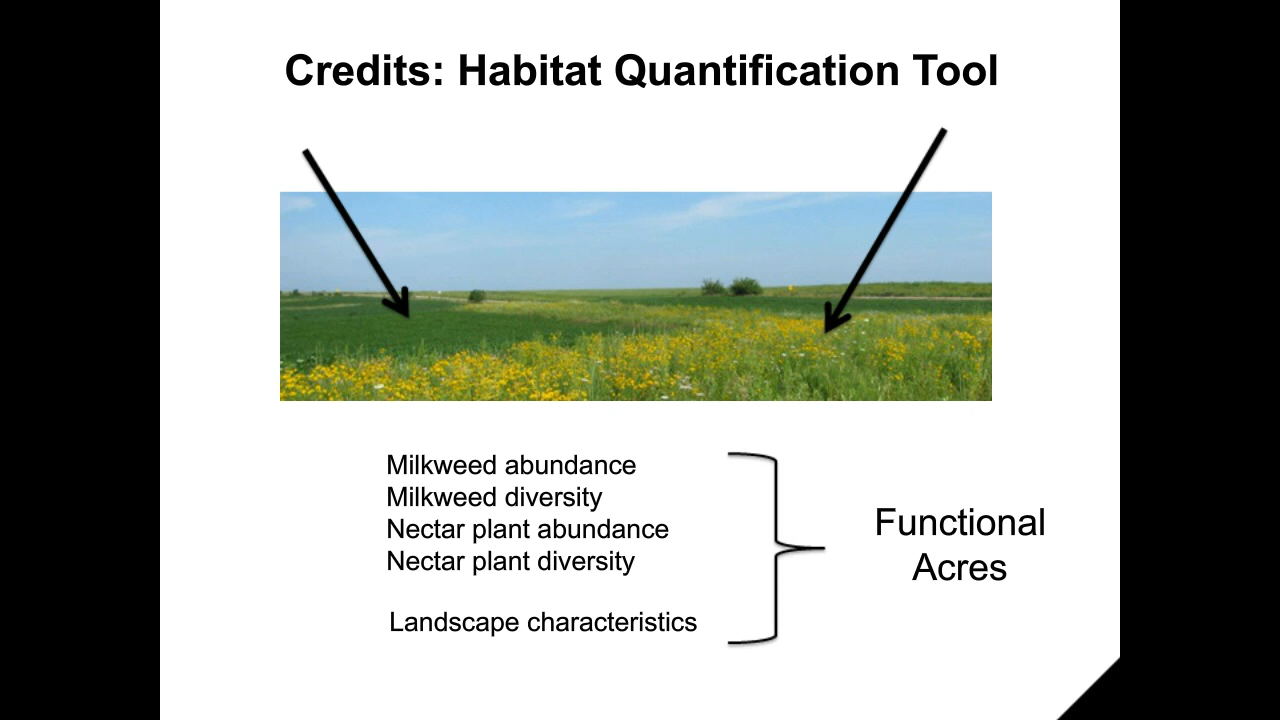 Credits: Habitat Quantification Tool
Milkweed abundance
Milkweed diversity
Nectar plant abundance
Nectar plant diversity
Landscape characteristics
Functional
Acres